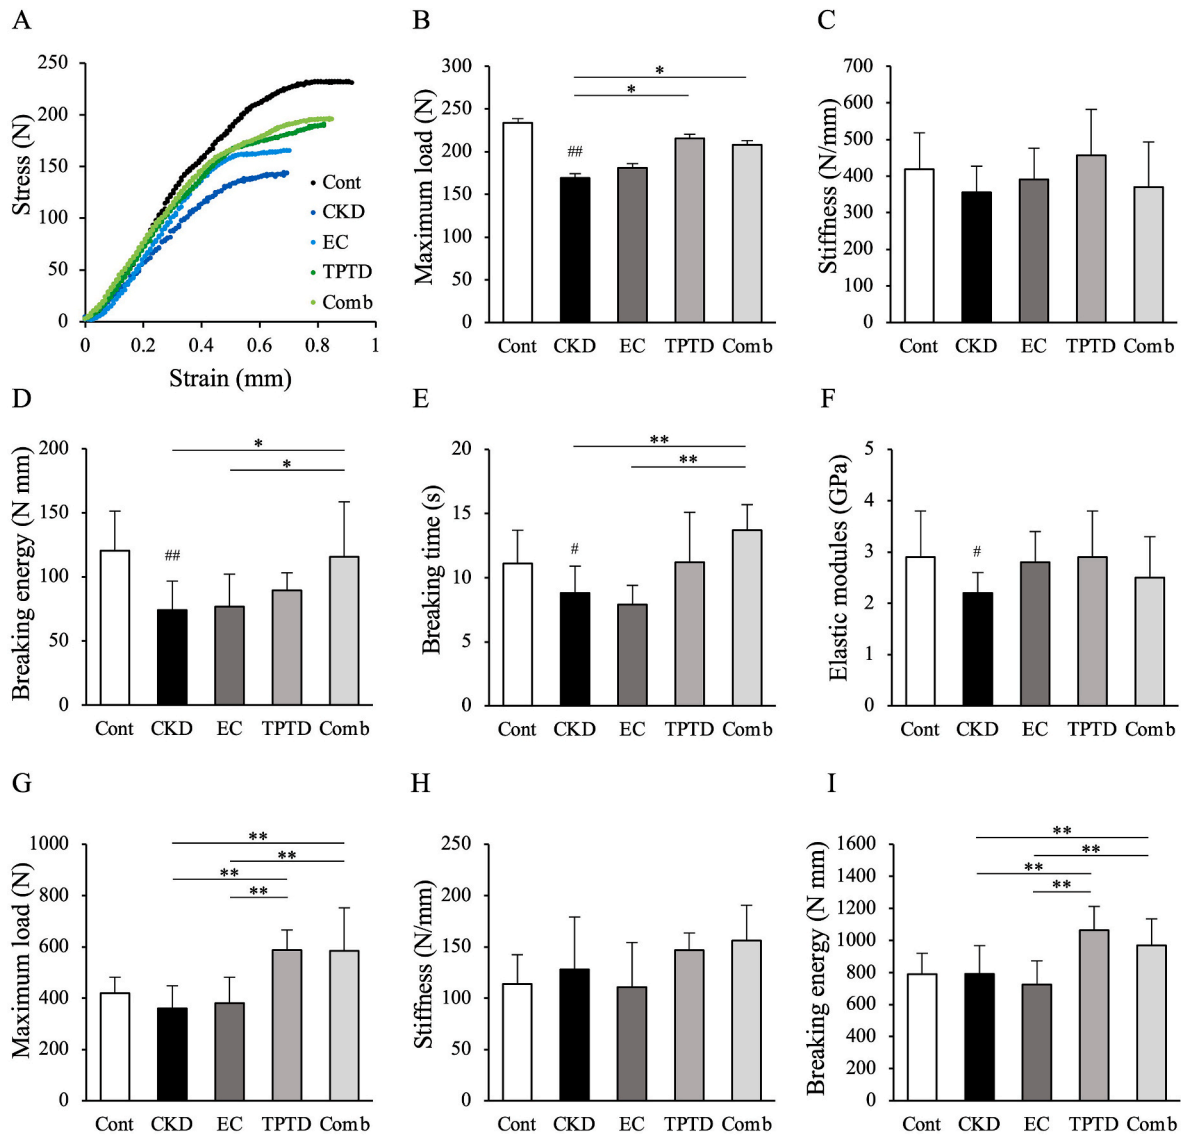 A
Stress (N)
250
200
150
100
50
0
0
0.2
0.4
0.6
0.8
1
Strain (mm)
Cont
CKD
EC
TPTD
Comb
B
Maximum load (N)
300
250
200
150
100
50
0
*
*
##
Cont CKD EC TPTD Comb
C
Stiffness (N/mm)
700
600
500
400
300
200
100
0
Cont CKD EC TPTD Comb
D
Breaking energy (N mm)
200
150
100
50
0
*
*
##
Cont CKD EC TPTD Comb
E
Breaking time (s)
20
15
10
5
0
**
**
#
Cont CKD EC TPTD Comb
F
Elastic modules (GPa)
5
4
3
2
1
0
#
Cont CKD EC TPTD Comb
G
Maximum load (N)
1000
800
600
400
200
0
**
**
**
**
Cont CKD EC TPTD Comb
H
Stiffness (N/mm)
250
200
150
100
50
0
Cont CKD EC TPTD Comb
I
Breaking energy (N mm)
1600
1400
1200
1000
800
600
400
200
0
**
**
**
**
Cont CKD EC TPTD Comb